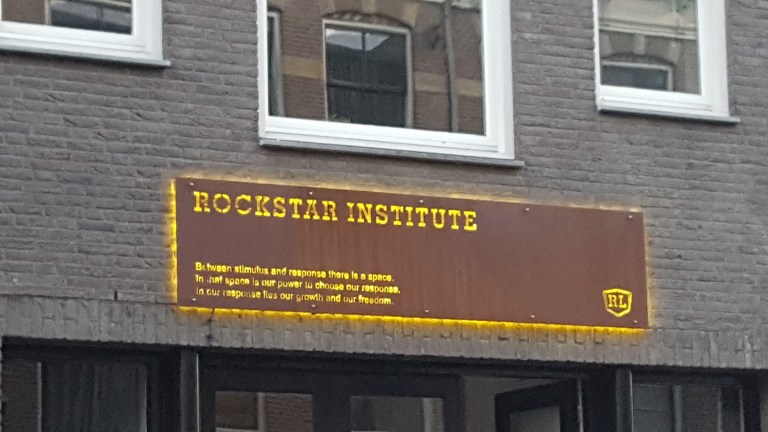 ROCKSTAR INSTITUTE
Between stimulus and response there is a space.
In that space is our power to choose our response.
In our response lies our growth and our freedom.
RL